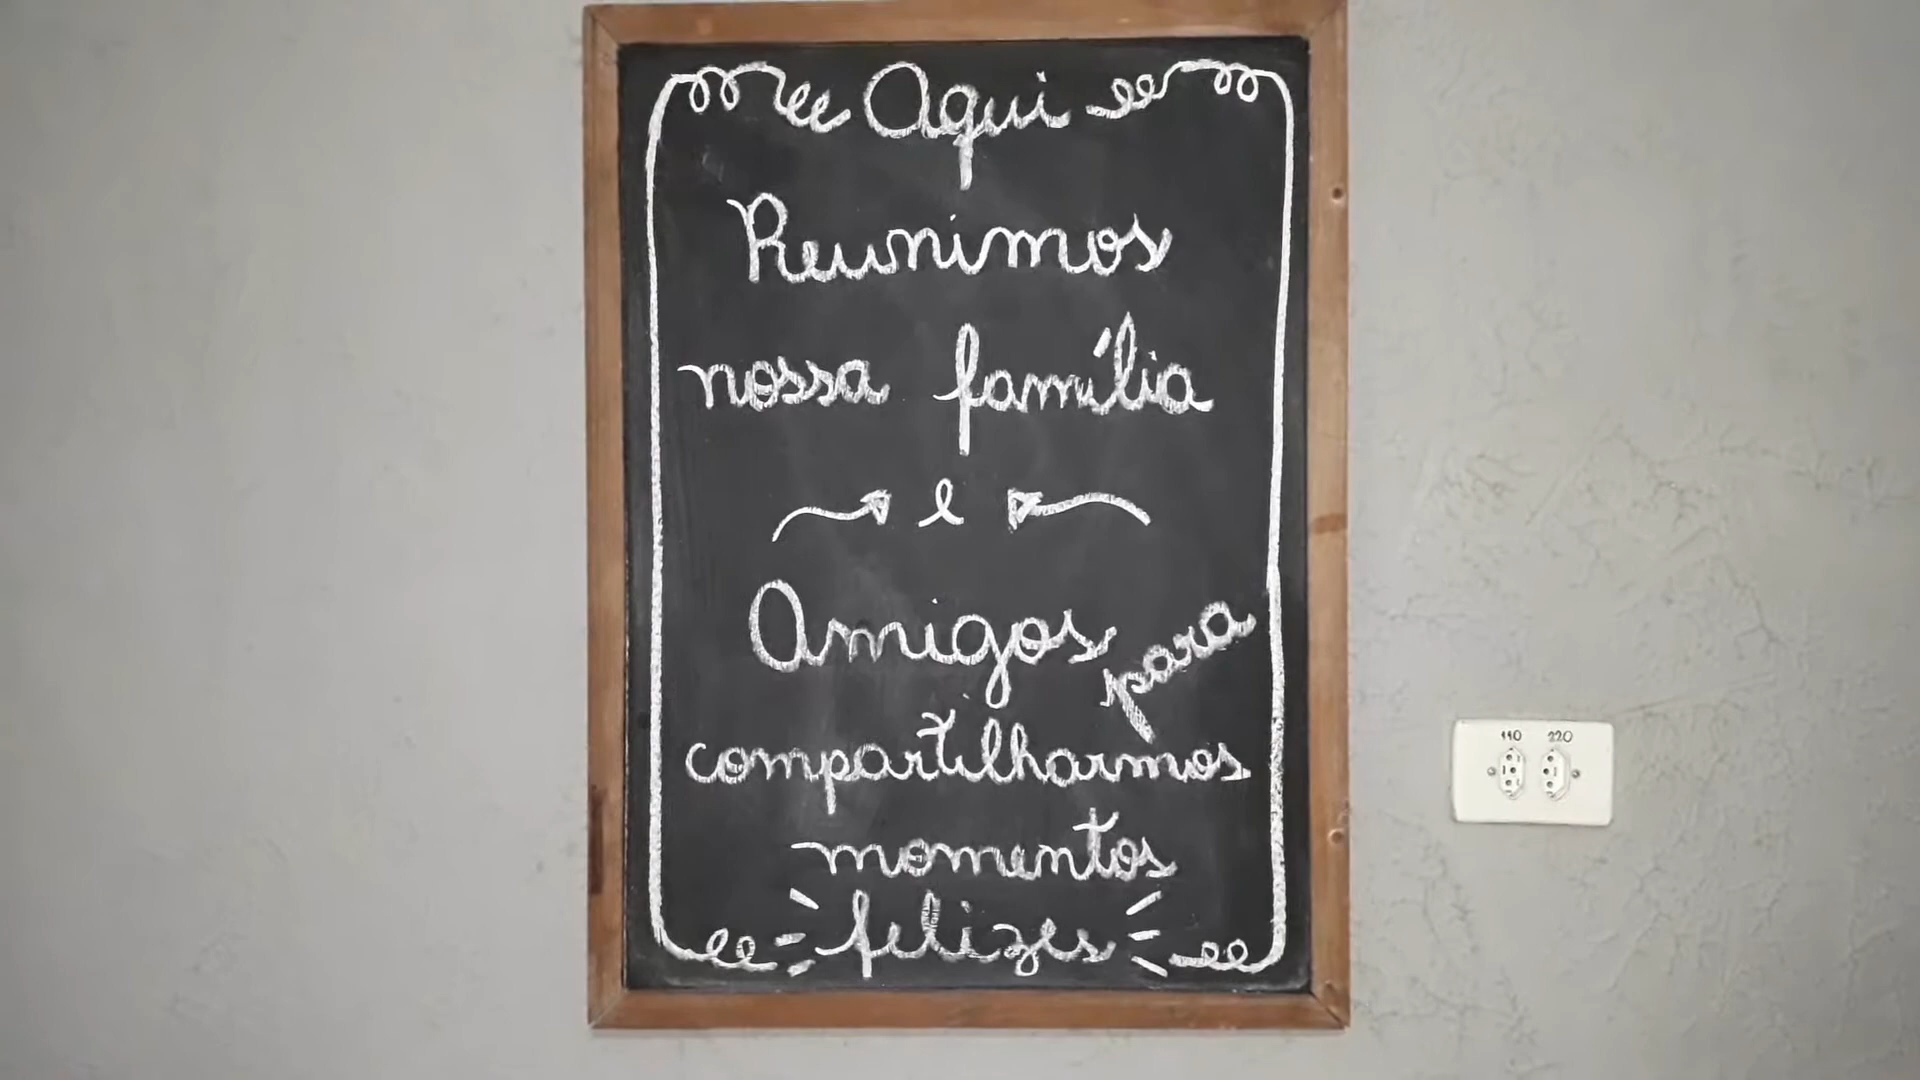 Aqui
Reunimos
nossa família
e
Amigos para
compartilharmos
momentos
felizes
110 220